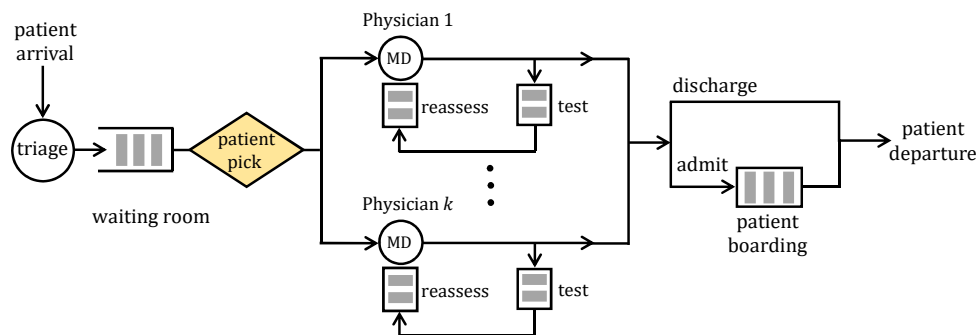 patient
arrival
triage
waiting room
patient
pick
Physician 1
MD
reassess
test
Physician k
MD
reassess
test
discharge
admit
patient
boarding
patient
departure